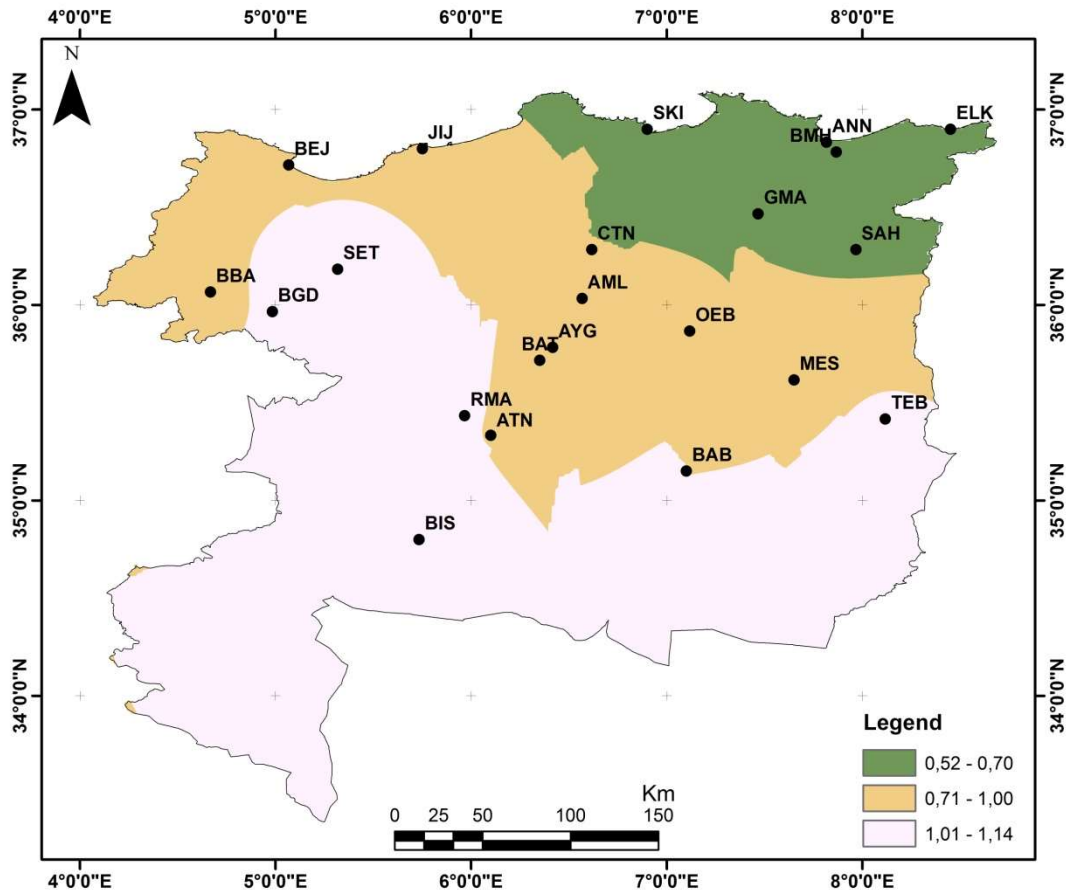 4°0'0"E 5°0'0"E 6°0'0"E 7°0'0"E 8°0'0"E
N
37°0'0"N 37°0'0"N
SKI ANN ELK
BMH
BEJ JIJ
GMA
CTN SAH
SET
BBA AML
BGD
36°0'0"N 36°0'0"N
OEB
AYG
BAT
MES
RMA TEB
ATN
BAB
35°0'0"N 35°0'0"N
BIS
34°0'0"N 34°0'0"N
Legend
0,52 - 0,70
0,71 - 1,00
1,01 - 1,14
Km
0 25 50 100 150
4°0'0"E 5°0'0"E 6°0'0"E 7°0'0"E 8°0'0"E